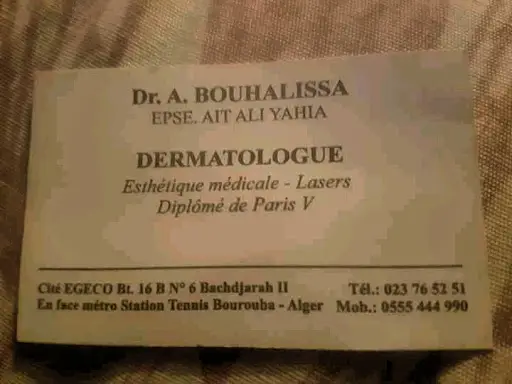 Dr. A. BOUHALISSA
EPSE. AIT ALI YAHIA
DERMATOLOGUE
Esthétique médicale - Lasers
Diplômé de Paris V
Cité EGECO Bt. 16 B N° 6 Bachdjarah II Tél.: 023 76 52 51
En face métro Station Tennis Bourouba - Alger Mob.: 0555 444 990